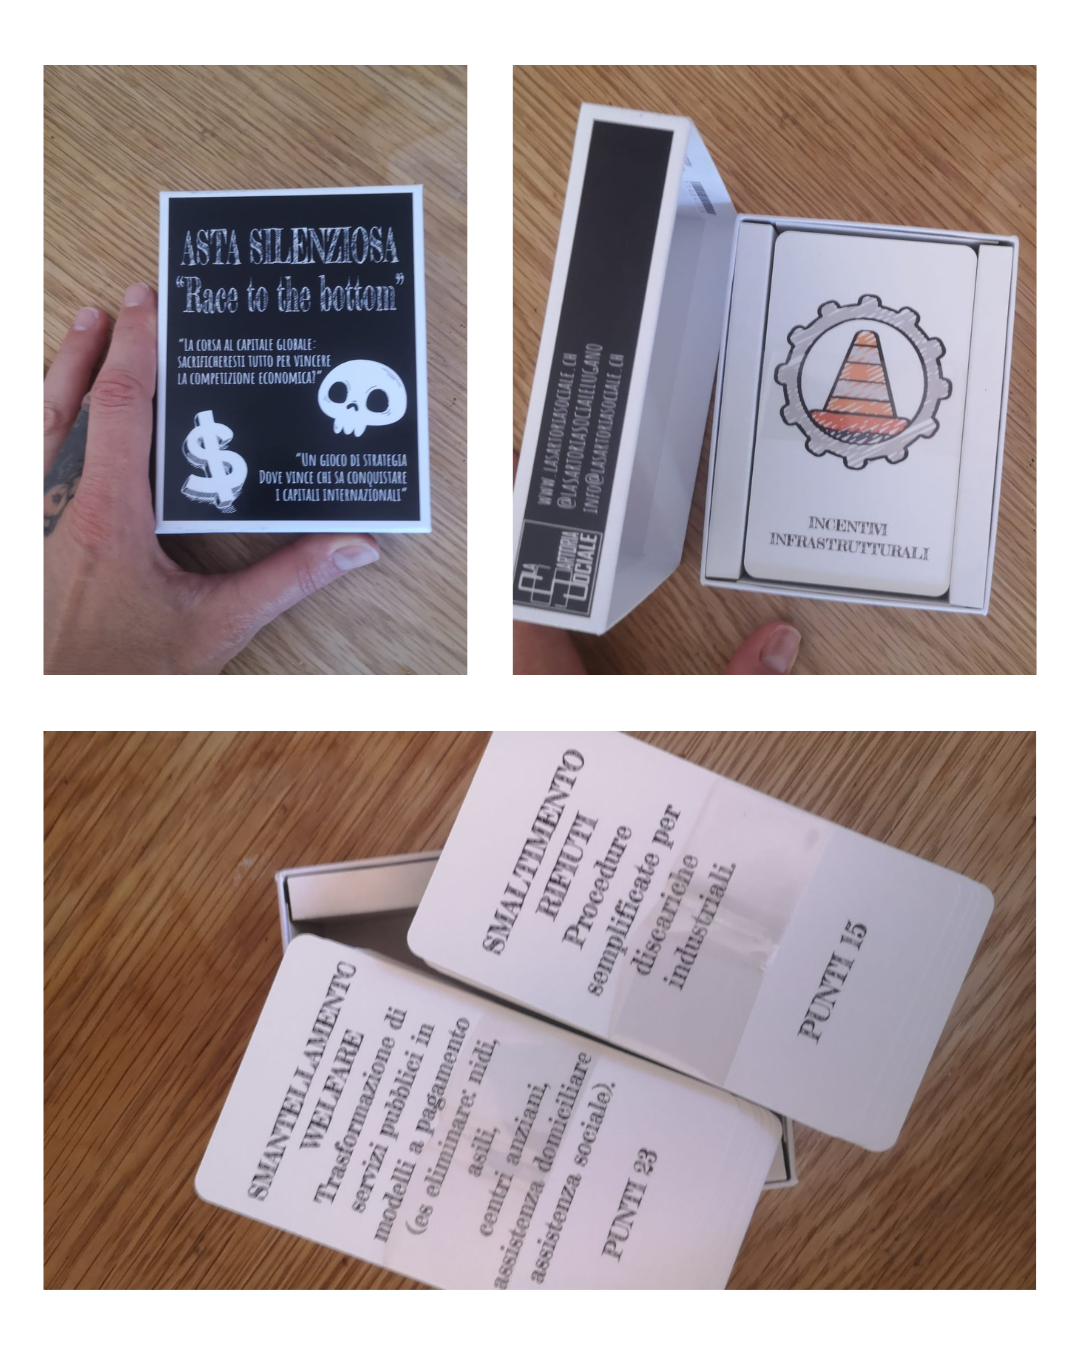 ASTA SILENZIOSA
“Race to the bottom”
“LA CORSA AL CAPITALE GLOBALE:
SACRIFICHERESTI TUTTO PER VINCERE
LA COMPETIZIONE ECONOMICA?”
“UN GIOCO DI STRATEGIA
DOVE VINCE CHI SA CONQUISTARE
I CAPITALI INTERNAZIONALI”
WWW.LASARTORIASOCIALE.CH
@LASARTORIASOCIALELUGANO
INFO@LASARTORIASOCIALE.CH
LA
SARTORIA
SOCIALE
INCENTIVI
INFRASTRUTTURALI
SMALTIMENTO
RIFIUTI
Procedure
semplificate per
discariche
industriali.
PUNTI 15
SMANTELLAMENTO
WELFARE
Trasformazione di
servizi pubblici in
modelli a pagamento
(es eliminare: nidi,
asili,
centri anziani,
assistenza domiciliare
assistenza sociale).
PUNTI 23